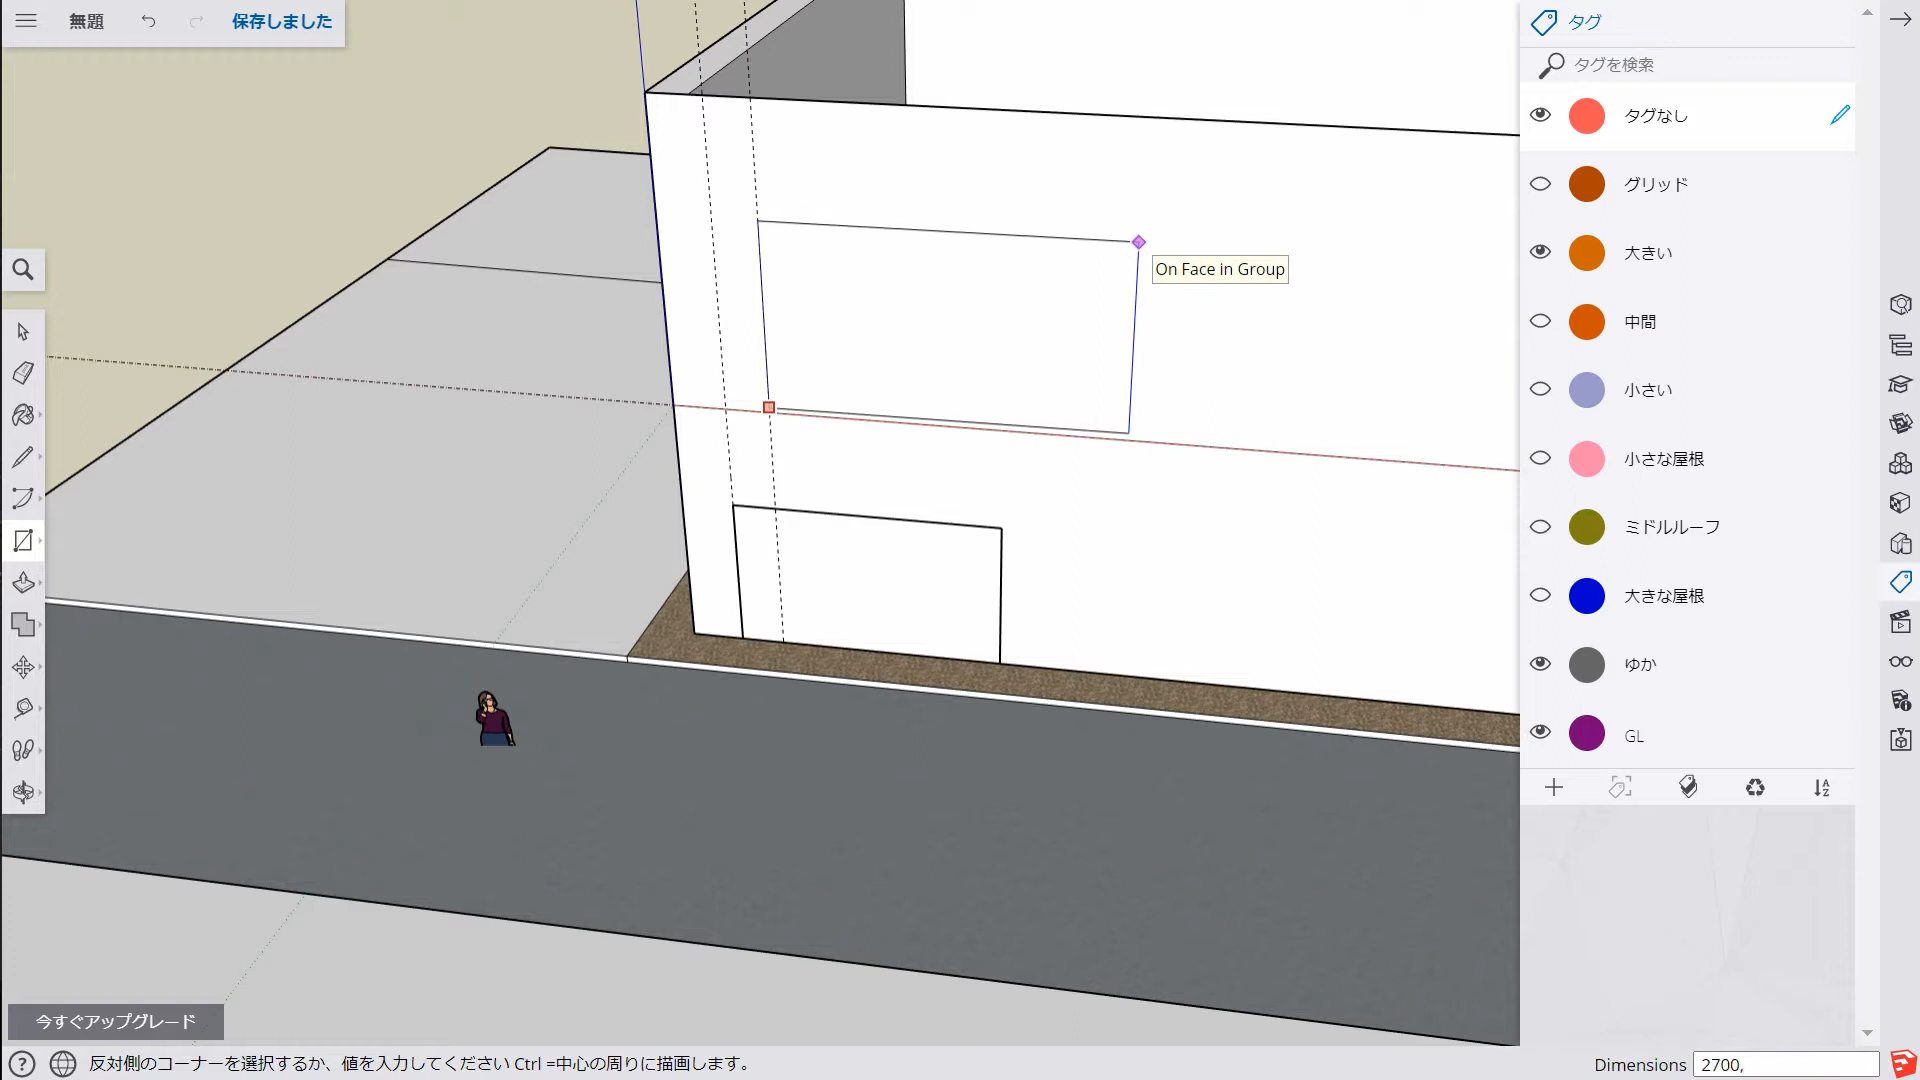 無題
保存しました
タグ
タグを検索
タグなし
グリッド
大きい
中間
小さい
小さな屋根
ミドルルーフ
大きな屋根
ゆか
GL
On Face in Group
今すぐアップグレード
反対側のコーナーを選択するか、値を入力してください Ctrl =中心の周りに描画します。
Dimensions 2700,